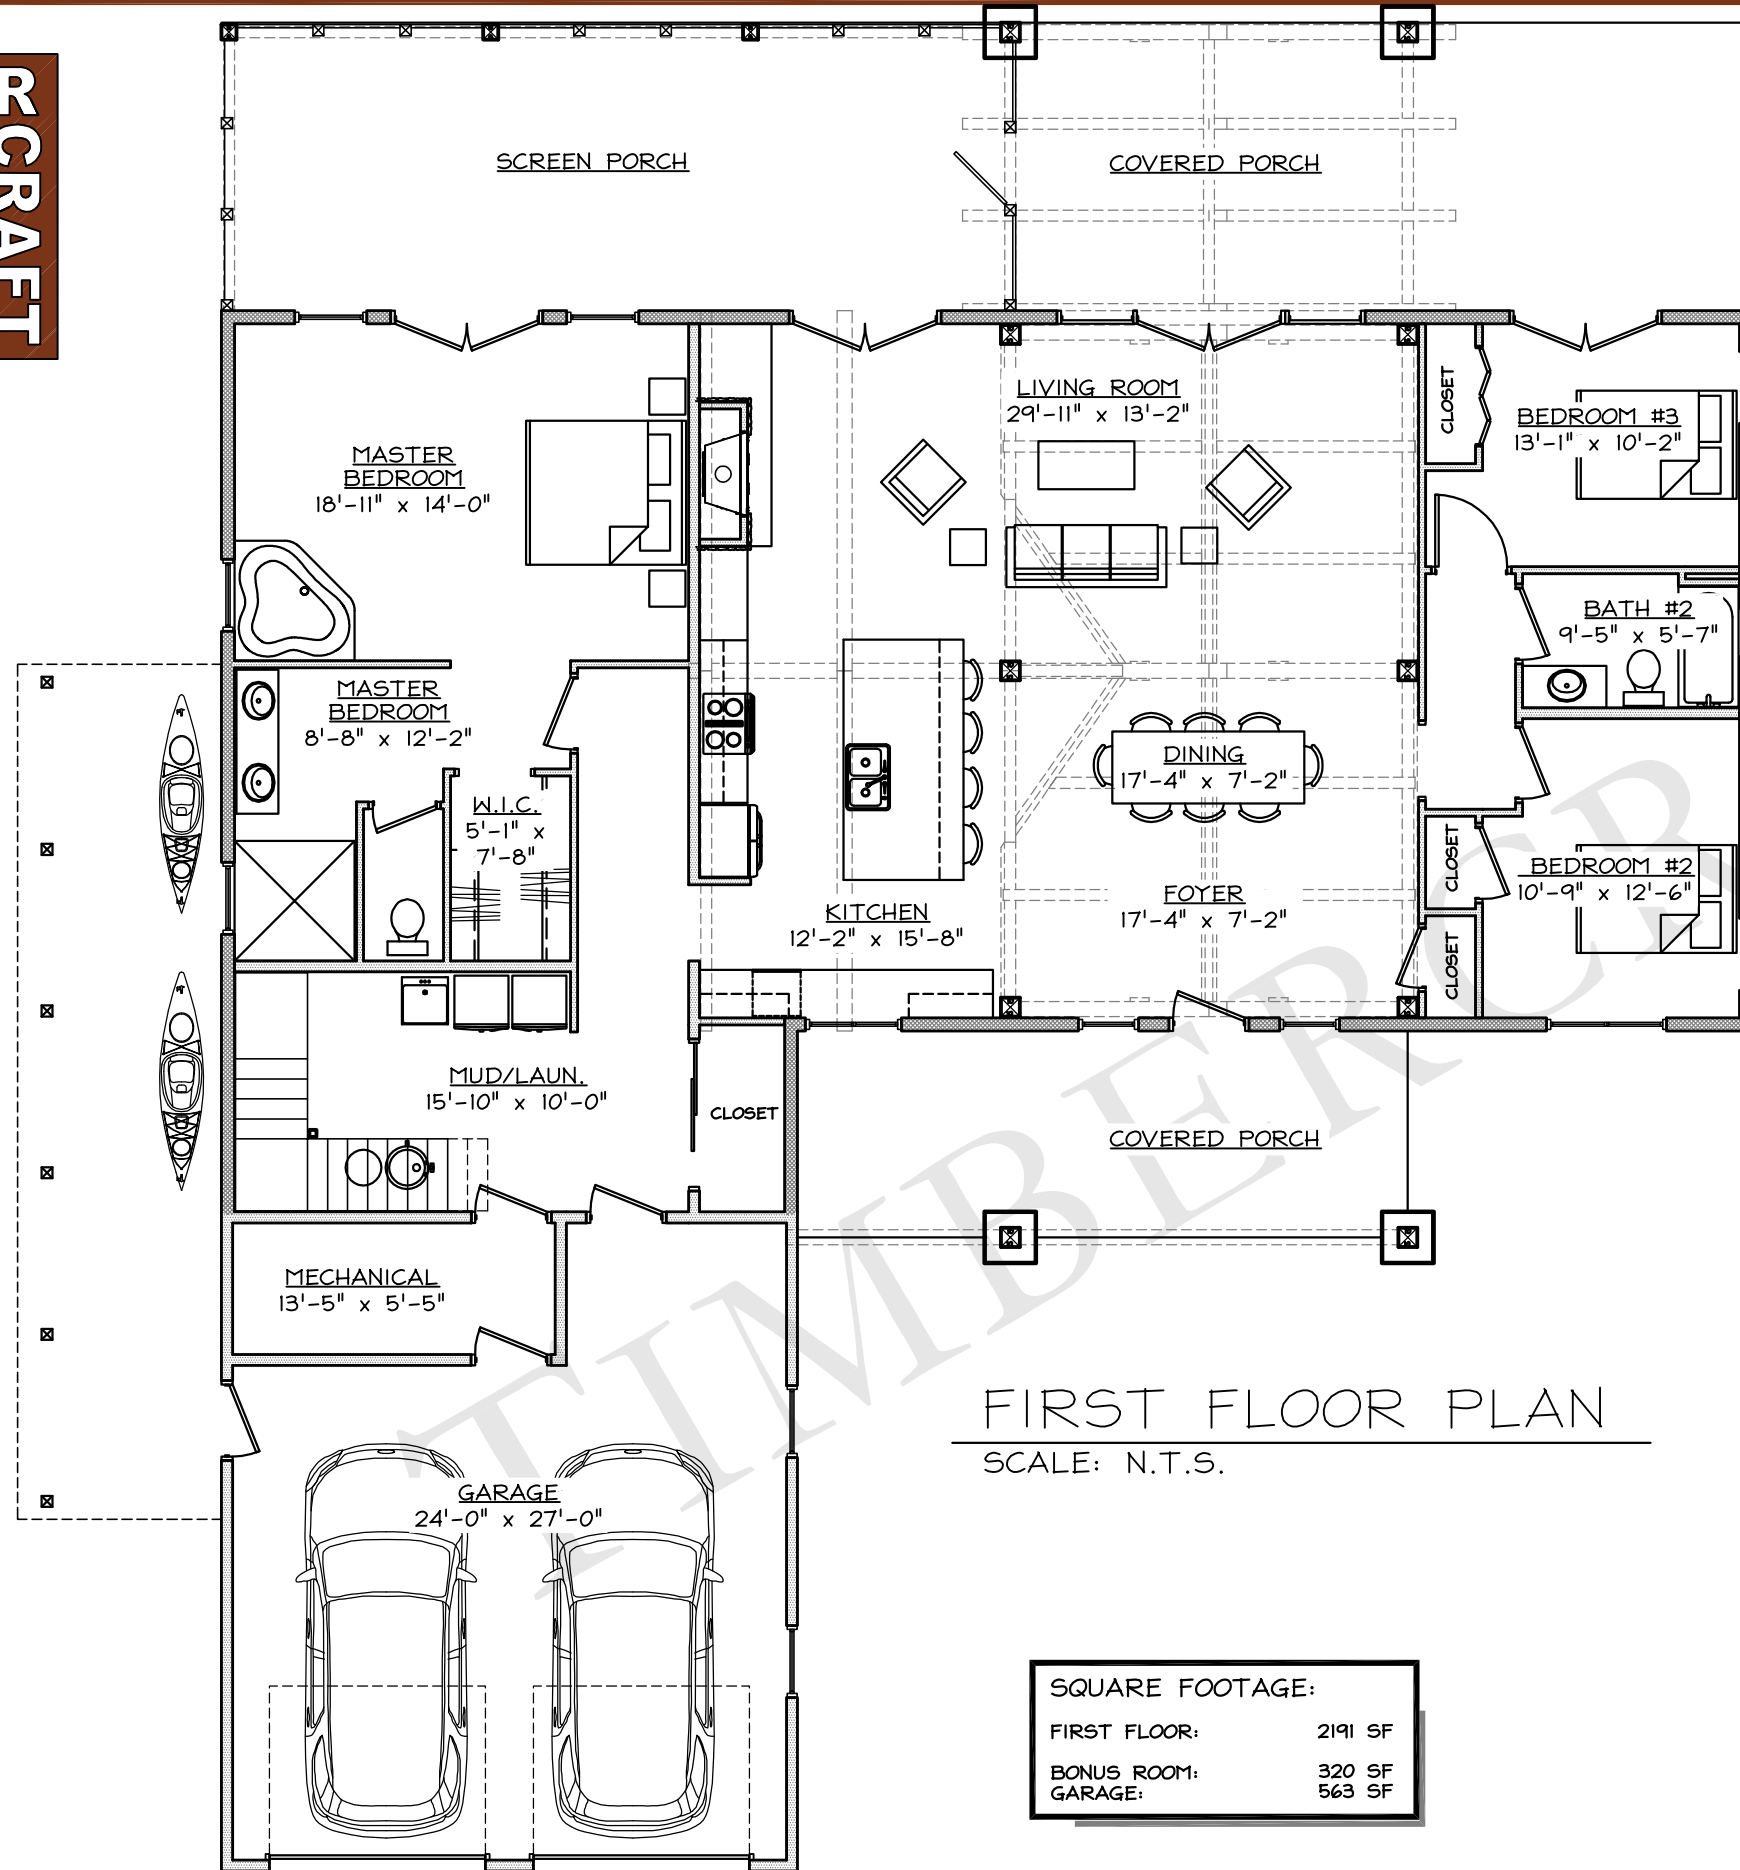 RCRAFT
SCREEN PORCH
COVERED PORCH
LIVING ROOM
29'-11" x 13'-2"
CLOSET
BEDROOM #3
13'-1" x 10'-2"
MASTER
BEDROOM
18'-11" x 14'-0"
BATH #2
9'-5" x 5'-7"
MASTER
BEDROOM
8'-8" x 12'-2"
W.I.C.
5'-1" x
7'-8"
DINING
17'-4" x 7'-2"
CLOSET
BEDROOM #2
10'-9" x 12'-6"
FOYER
17'-4" x 7'-2"
KITCHEN
12'-2" x 15'-8"
CLOSET
MUD/LAUN.
15'-10" x 10'-0"
CLOSET
COVERED PORCH
MECHANICAL
13'-5" x 5'-5"
TIMBERCR
FIRST FLOOR PLAN
SCALE: N.T.S.
GARAGE
24'-0" x 27'-0"
SQUARE FOOTAGE:
FIRST FLOOR: 2191 SF
BONUS ROOM: 320 SF
GARAGE: 563 SF